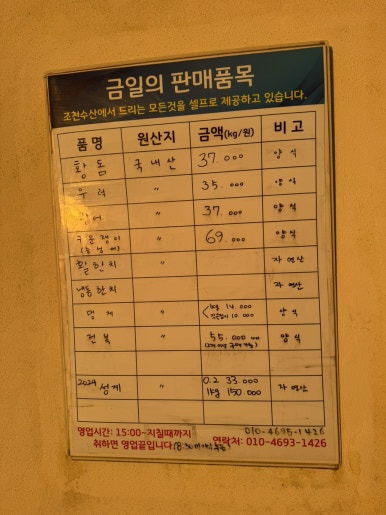 금일의 판매품목
조천수산에서 드리는 모든것을 셀프로 제공하고 있습니다.
품 명 원산지 금액(kg/원) 비 고
황 돔 국 내 산 37.000 양 식
우 럭 〃 35.000 양 식
〃 37.000 양 식
〃 69.000 양 식
활 한치 〃 자 연산
냉동 한치 〃 자 연산
멍 게 〃 14.000 양 식
10.000
전 복 〃 55.000 양 식
2024 성게 〃 0.2 33.000 자 연산
1kg 150.000
010-4695-1426
영업시간: 15:00~지칠때까지 연락처: 010-4693-1426
취하면 영업끝입니다